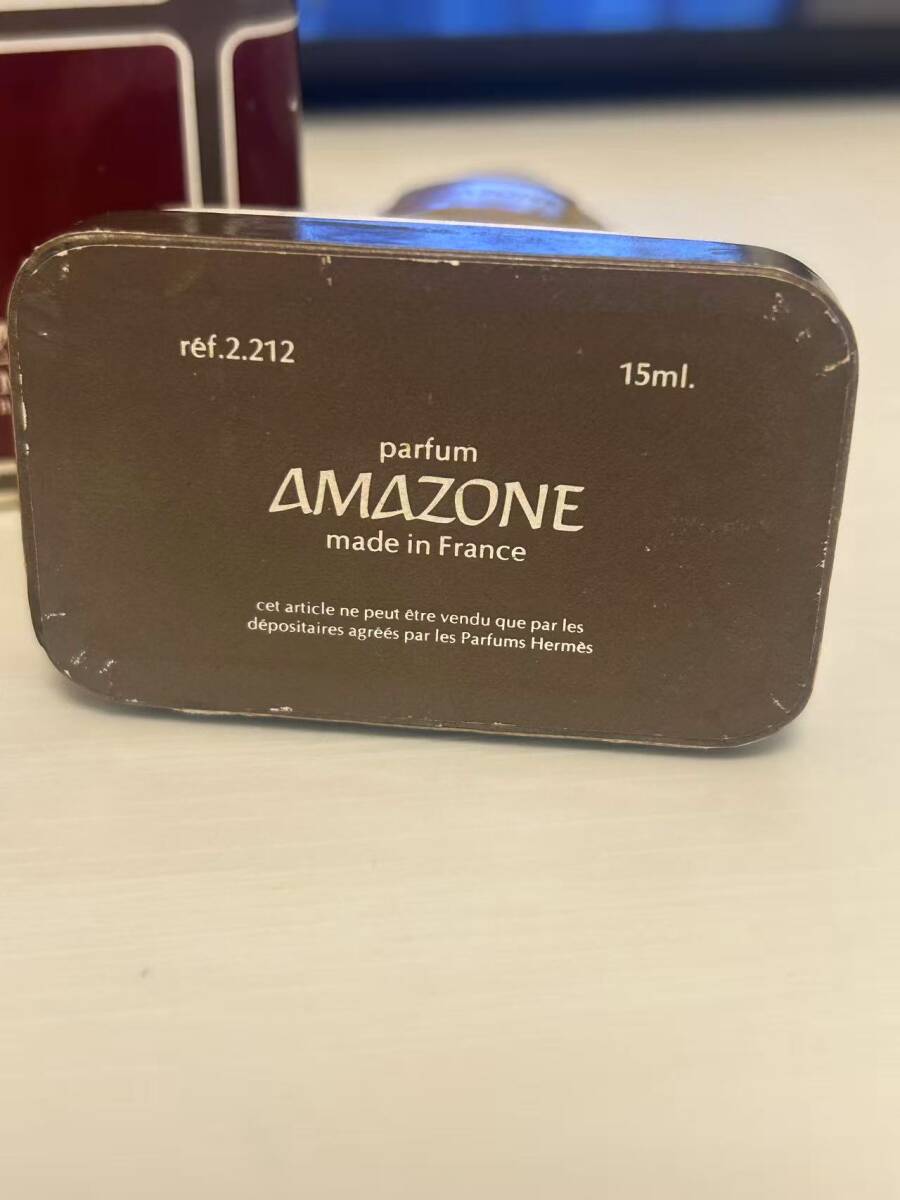 réf.2.212
15ml.
parfum
AMAZONE
made in France
cet article ne peut être vendu que par les
dépositaires agréés par les Parfums Hermès